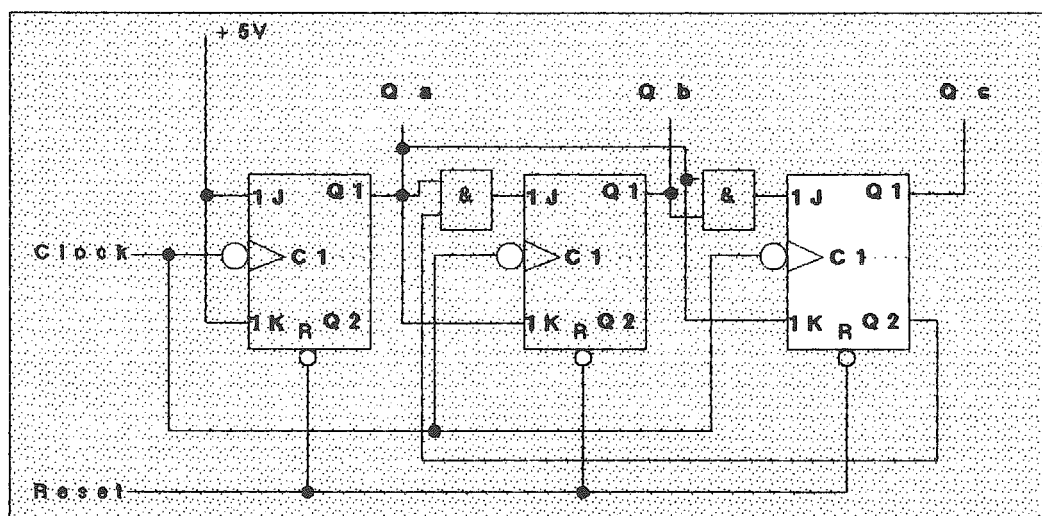 + 5V
Q a Q b Q c
1J Q1 & 1J Q1 & 1J Q1
Clock C1 C1 C1
1K R Q2 1K R Q2 1K R Q2
Reset